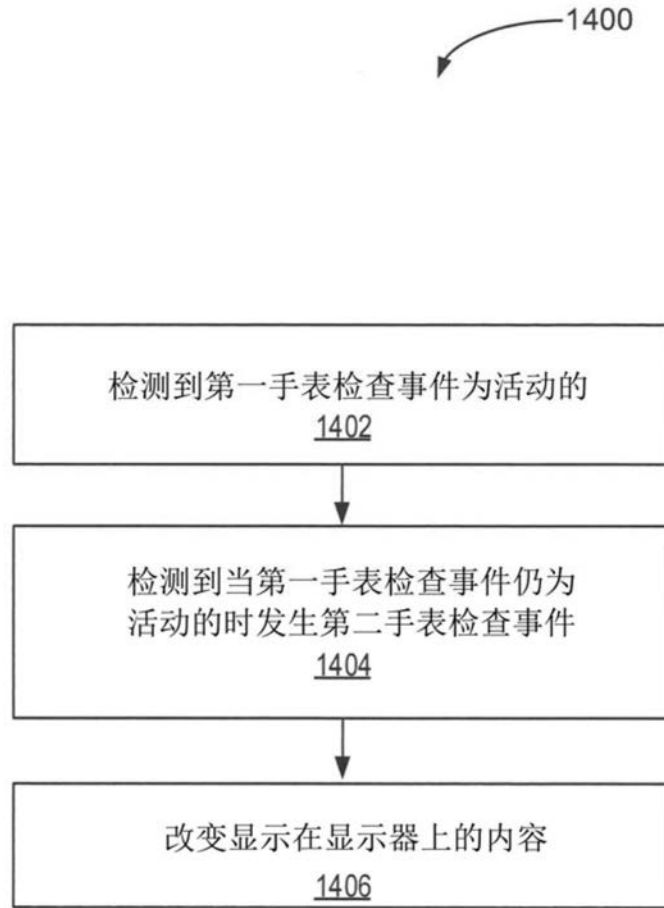 1400
检测到第一手表检查事件为活动的
1402
检测到当第一手表检查事件仍为
活动的时发生第二手表检查事件
1404
改变显示在显示器上的内容
1406